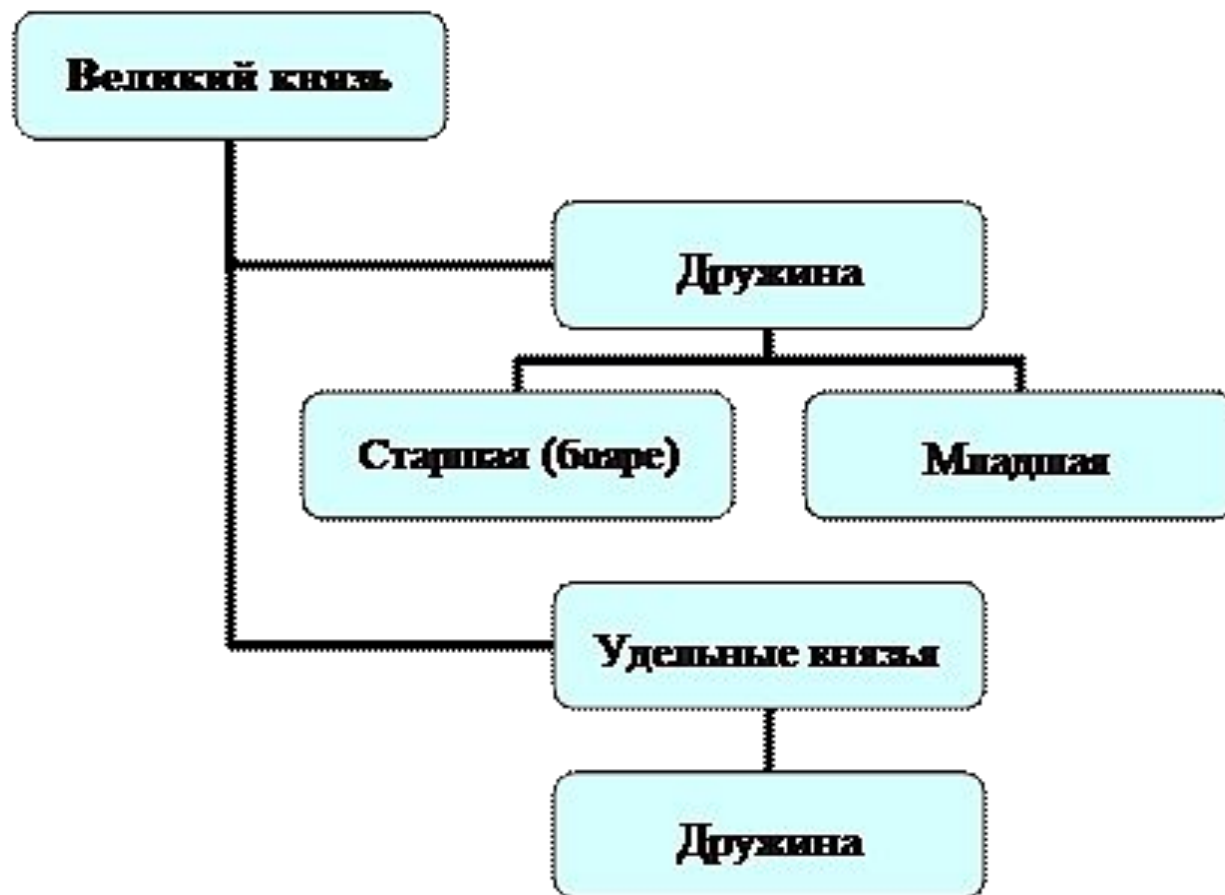 Великий князь
Дружина
Старшая (бояре)
Младшая
Удельные князья
Дружина